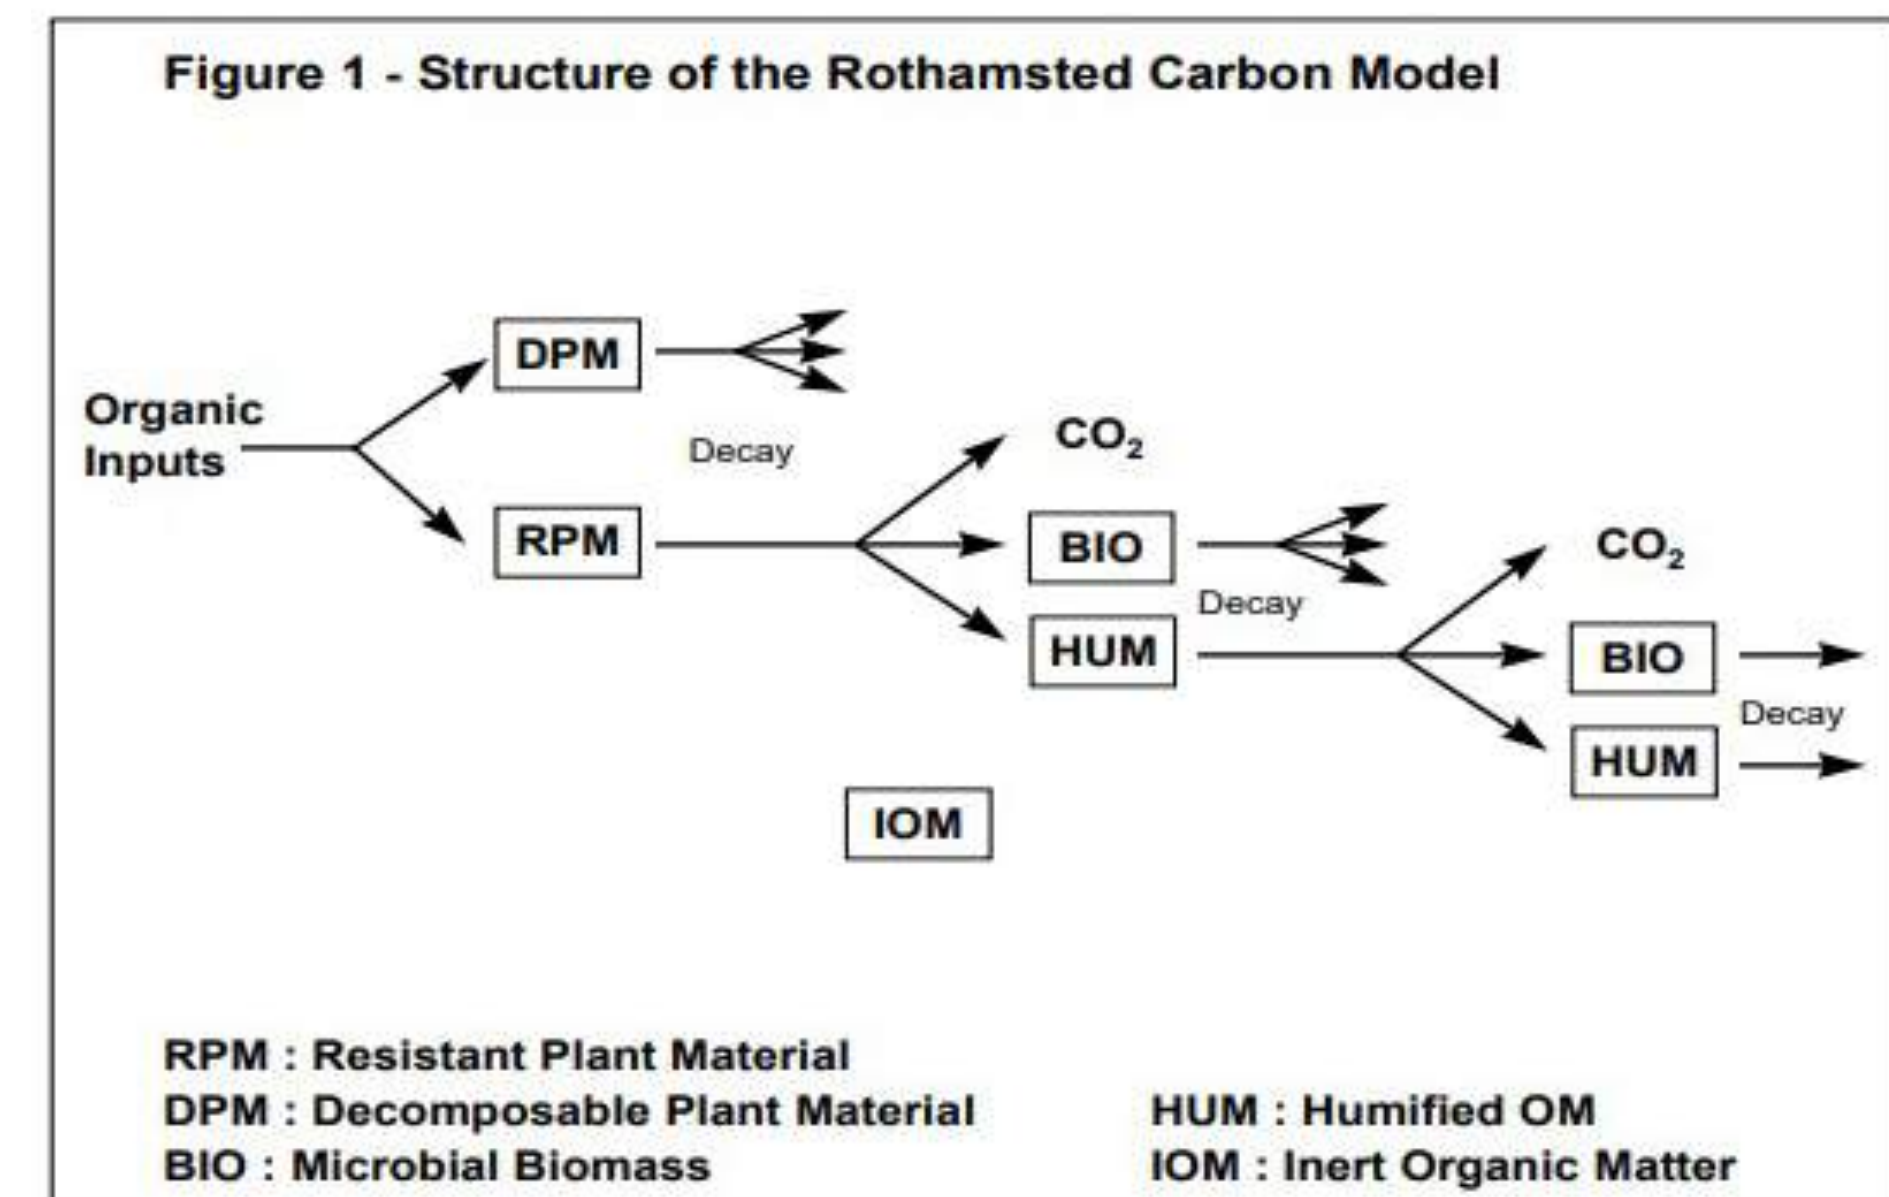 Figure 1 - Structure of the Rothamsted Carbon Model
Organic
Inputs
DPM
Decay
RPM
CO₂
BIO
Decay
HUM
CO₂
BIO
Decay
HUM
IOM
RPM : Resistant Plant Material
DPM : Decomposable Plant Material
BIO : Microbial Biomass
HUM : Humified OM
IOM : Inert Organic Matter